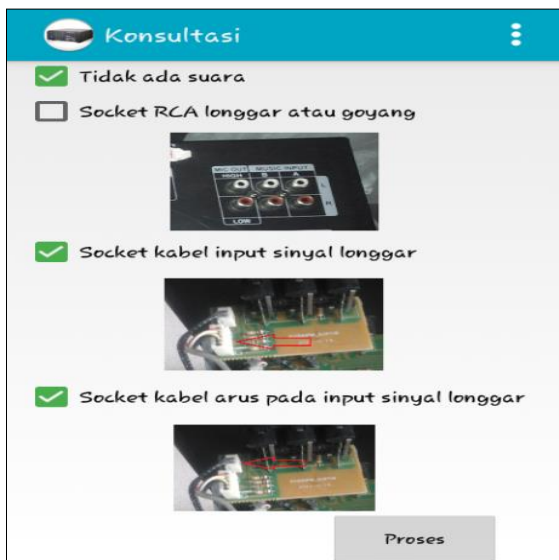 Konsultasi
Tidak ada suara
Socket RCA longgar atau goyang
MIC OUT MUSIC INPUT
HIGH B A
L
R
LOW
Socket kabel input sinyal longgar
Socket kabel arus pada input sinyal longgar
Proses